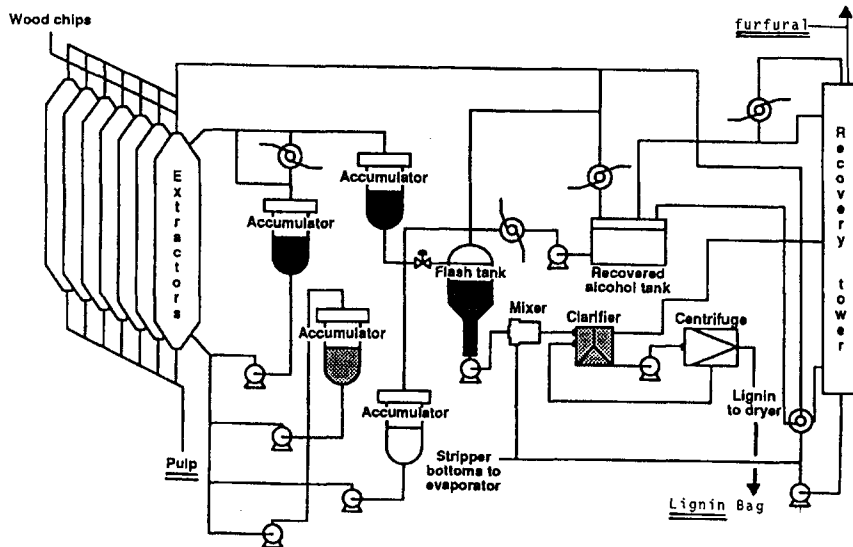 Wood chips
furfural
Extractors
Accumulator
Accumulator
Accumulator
Accumulator
Flash tank
Recovered
alcohol tank
Mixer
Clarifier
Centrifuge
Recovery tower
Lignin
to dryer
Stripper
bottoms to
evaporator
Pulp
Lignin Bag